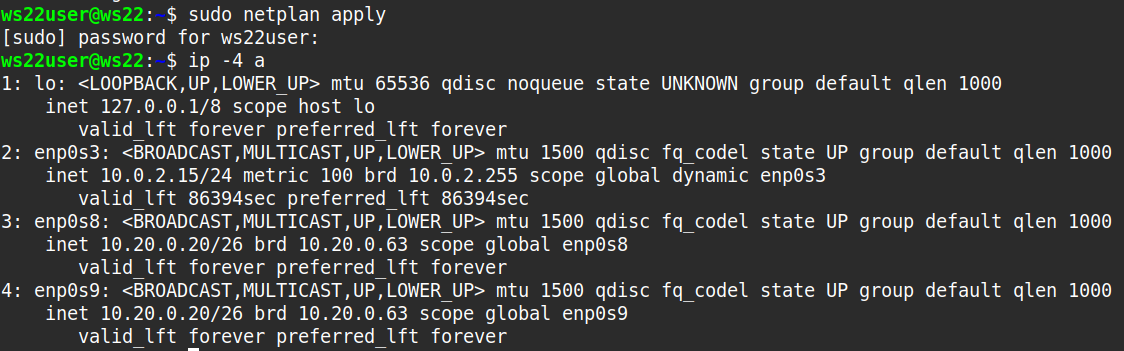 ws22user@ws22:~$ sudo netplan apply
[sudo] password for ws22user:
ws22user@ws22:~$ ip -4 a
1: lo: <LOOPBACK,UP,LOWER_UP> mtu 65536 qdisc noqueue state UNKNOWN group default qlen 1000
    inet 127.0.0.1/8 scope host lo
       valid_lft forever preferred_lft forever
2: enp0s3: <BROADCAST,MULTICAST,UP,LOWER_UP> mtu 1500 qdisc fq_codel state UP group default qlen 1000
    inet 10.0.2.15/24 metric 100 brd 10.0.2.255 scope global dynamic enp0s3
       valid_lft 86394sec preferred_lft 86394sec
3: enp0s8: <BROADCAST,MULTICAST,UP,LOWER_UP> mtu 1500 qdisc fq_codel state UP group default qlen 1000
    inet 10.20.0.20/26 brd 10.20.0.63 scope global enp0s8
       valid_lft forever preferred_lft forever
4: enp0s9: <BROADCAST,MULTICAST,UP,LOWER_UP> mtu 1500 qdisc fq_codel state UP group default qlen 1000
    inet 10.20.0.20/26 brd 10.20.0.63 scope global enp0s9
       valid_lft forever preferred_lft forever